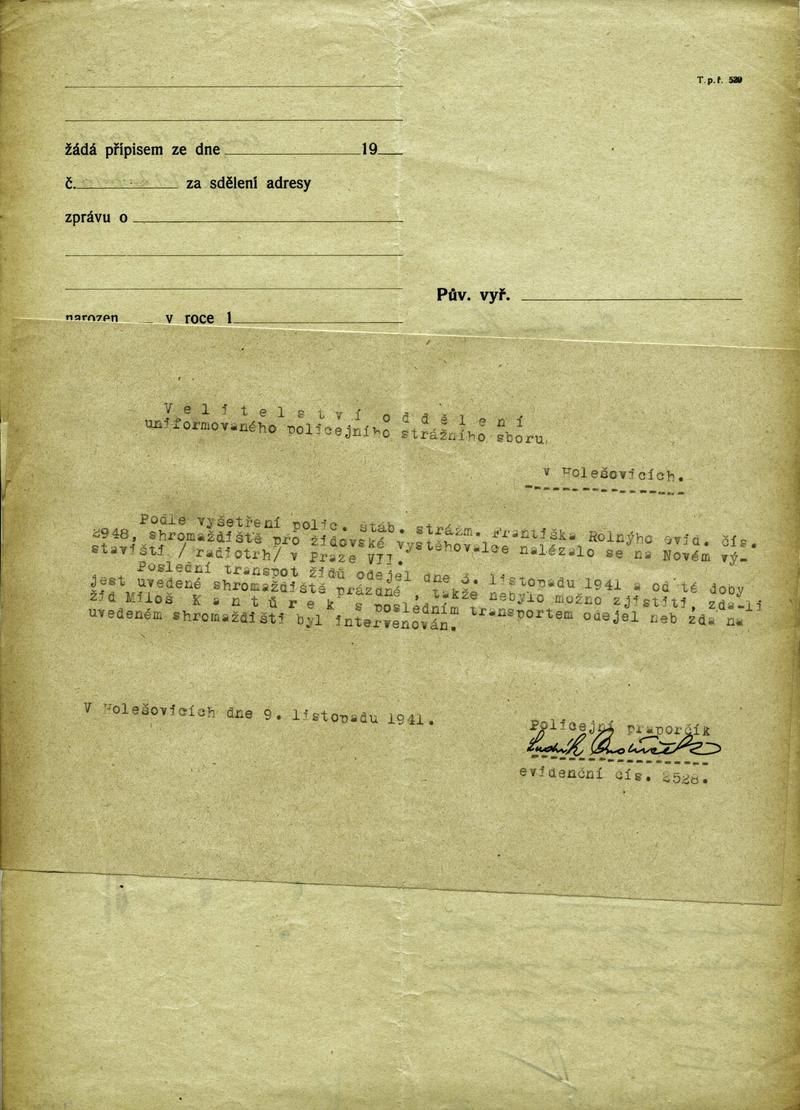 T. p. ř. 529
žádá přípisem ze dne 19
č. za sdělení adresy
zprávu o
Pův. vyř.
narozen v roce 1
Velitelství oddělení
uniformovaného policejního strážního sboru,
v Holešovicích.
Podle vyšetření polic. stáb. strážm. Františka Rolnýho evid. čís.
2948, shromaždiště pro židovské vystěhovalce nalézalo se na Novém vý-
stavišti / radiotrh/ v Praze VII.
Poslední transpot židů odejel dne 3. listopadu 1941 a od té doby
jest uvedené shromaždiště prázdné , takže nebylo možno zjistiti, zda-li
žid Miloš Kantůrek s posledním transportem odejel neb zda na
uvedeném shromaždišti byl intervenován.
V Holešovicích dne 9. listopadu 1941.
Policejní praporčík
evidenční čís. 2528.